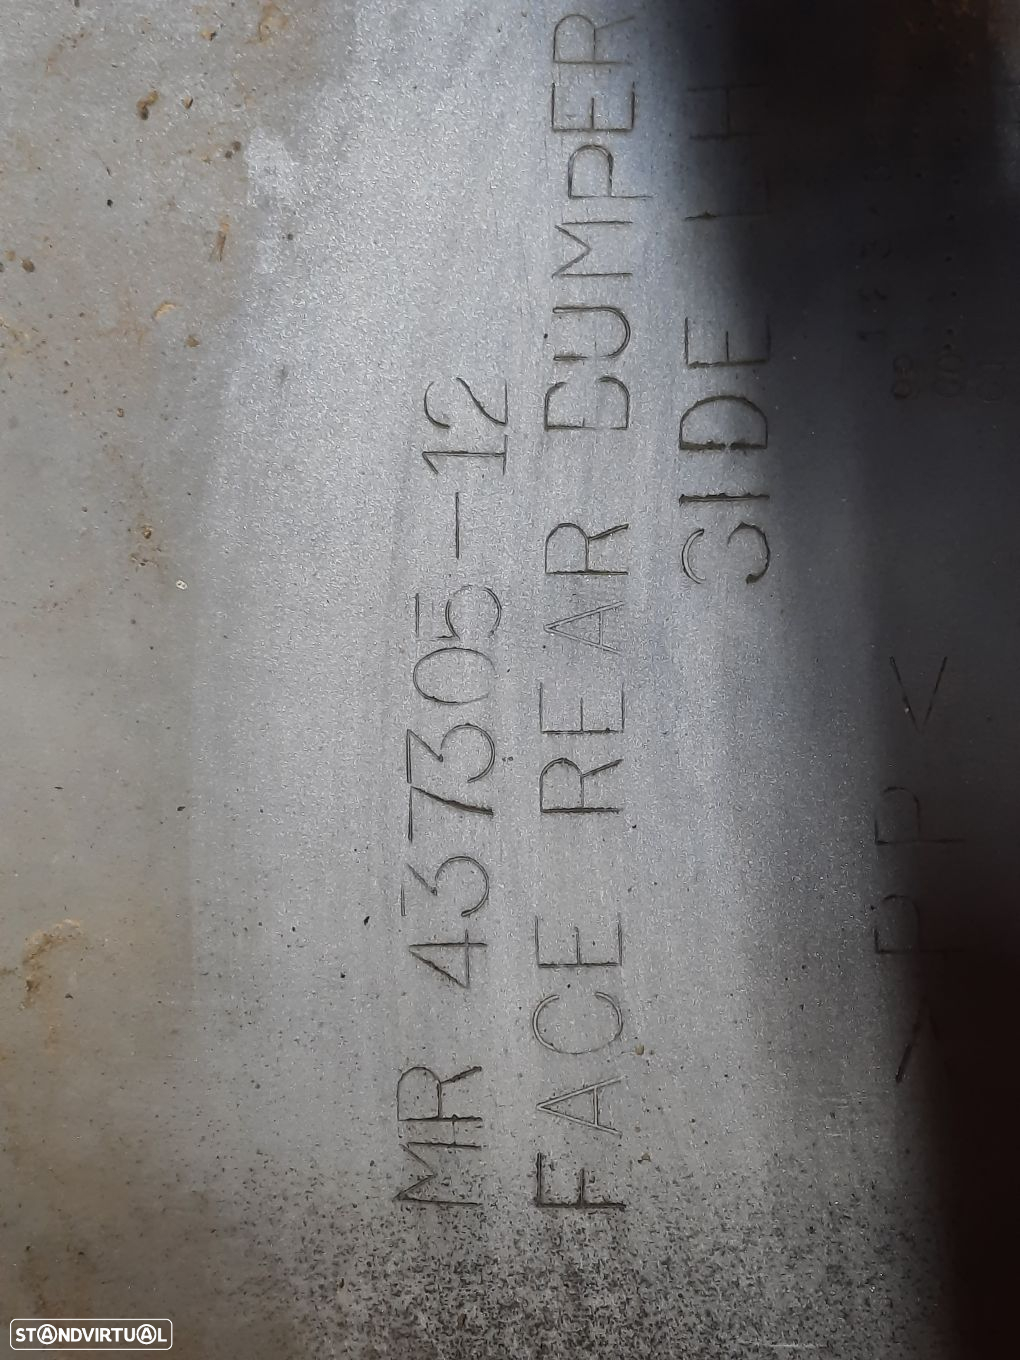 MR 437305-12
FACE REAR BUMPER
SIDE LH
>PP<
STANDVIRTUAL